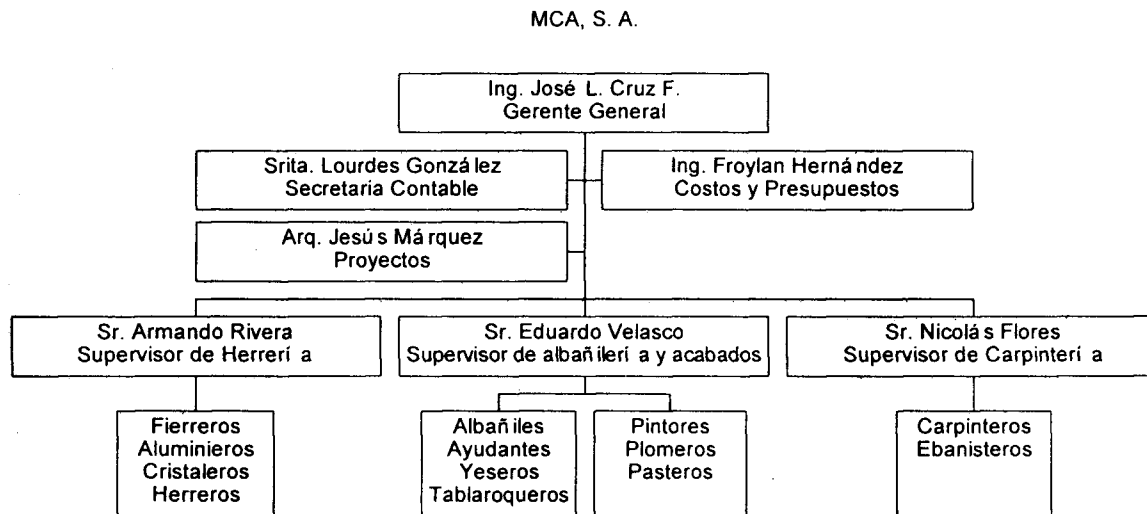 MCA, S. A.
Ing. José L. Cruz F.
Gerente General
Srita. Lourdes González
Secretaria Contable
Ing. Froylan Hernández
Costos y Presupuestos
Arq. Jesús Márquez
Proyectos
Sr. Armando Rivera
Supervisor de Herrería
Sr. Eduardo Velasco
Supervisor de albañilería y acabados
Sr. Nicolás Flores
Supervisor de Carpintería
Fierreros
Aluminieros
Cristaleros
Herreros
Albañiles
Ayudantes
Yeseros
Tablaroqueros
Pintores
Plomeros
Pasteros
Carpinteros
Ebanisteros